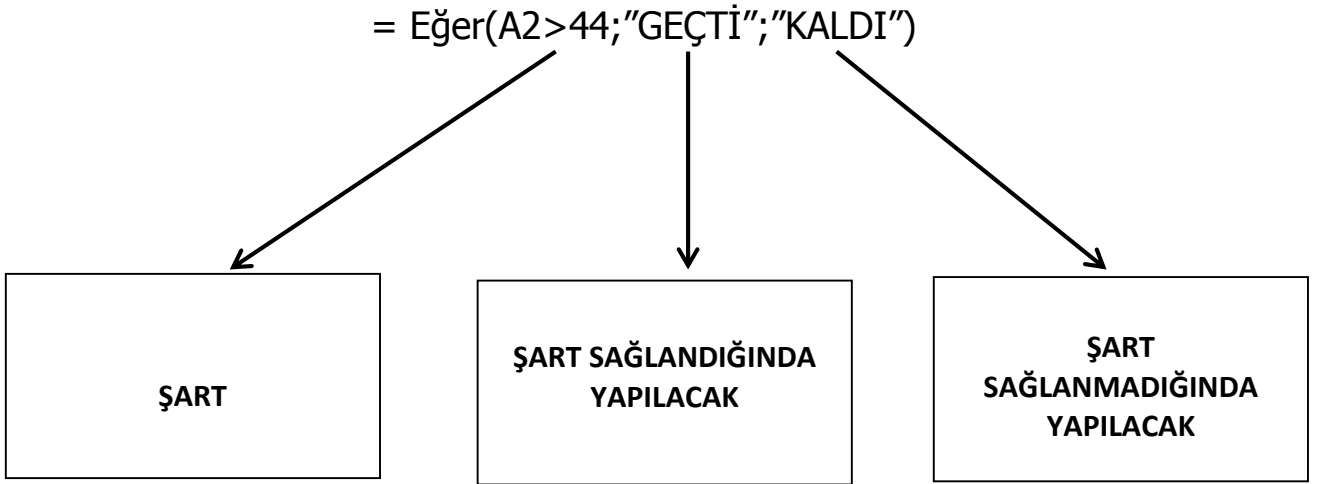 = Eğer(A2>44;”GEÇTİ”;”KALDI”)
ŞART
ŞART SAĞLANDIĞINDA
YAPILACAK
ŞART
SAĞLANMADIĞINDA
YAPILACAK